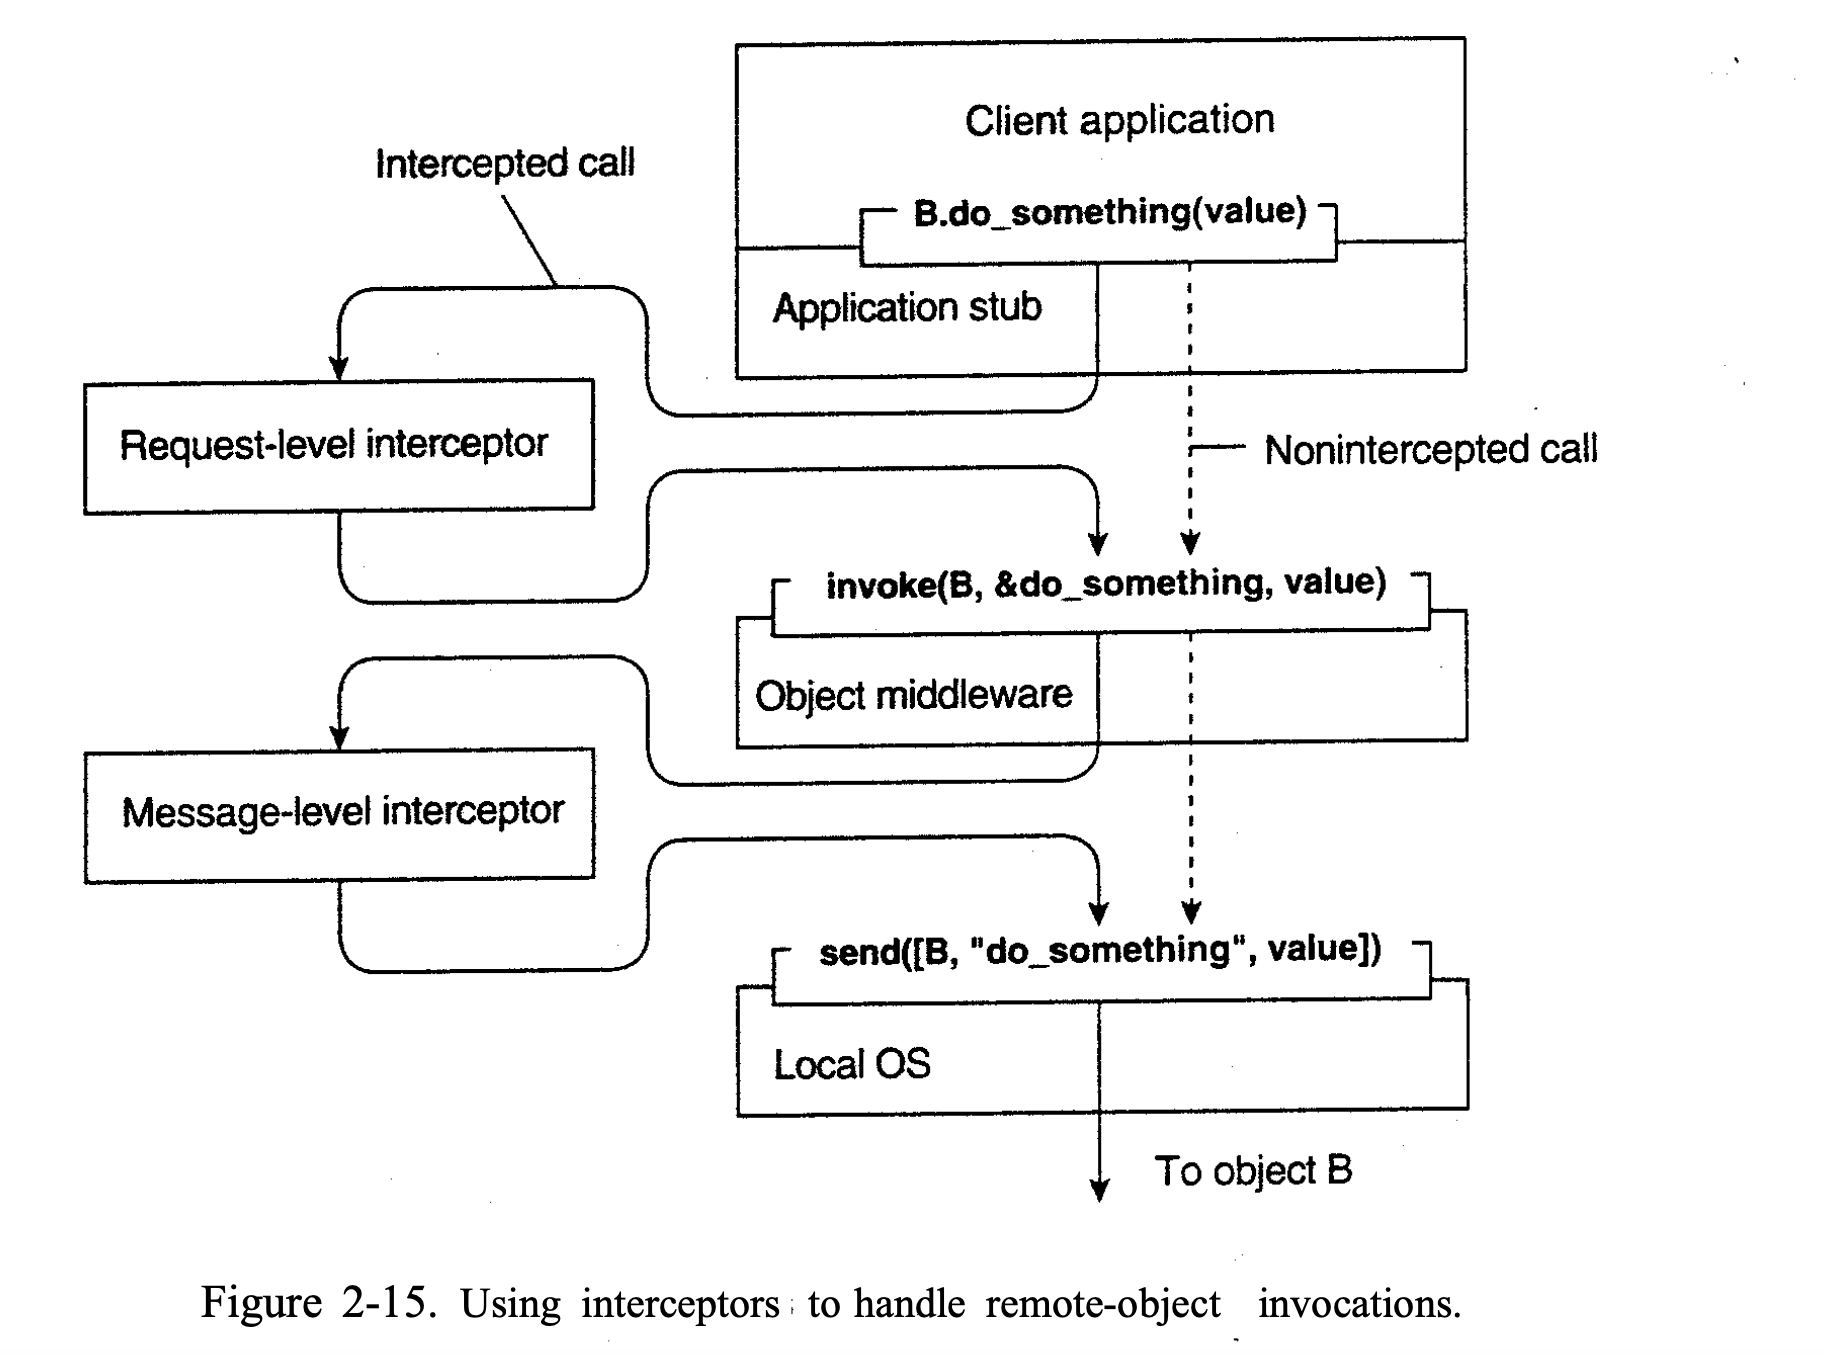 Client application
Intercepted call
B.do_something(value)
Application stub
Request-level interceptor
Nonintercepted call
invoke(B, &do_something, value)
Object middleware
Message-level interceptor
send([B, "do_something", value])
Local OS
To object B
Figure 2-15. Using interceptors to handle remote-object invocations.